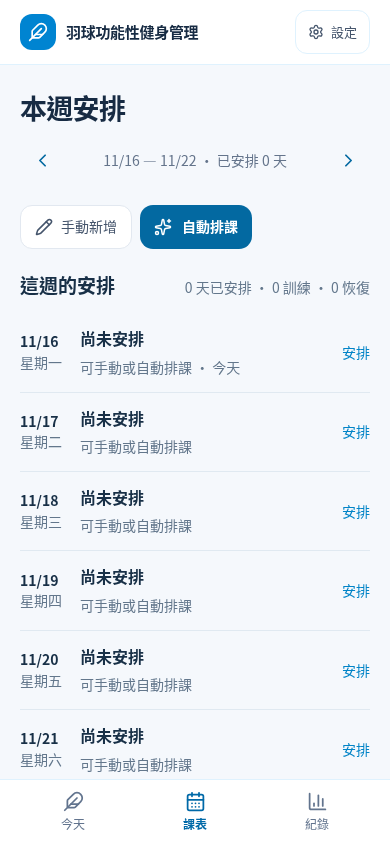 羽球功能性健身管理
設定
本週安排
11/16 — 11/22 · 已安排 0 天
手動新增
自動排課
這週的安排
0 天已安排 · 0 訓練 · 0 恢復
11/16
星期一
尚未安排
可手動或自動排課 · 今天
安排
11/17
星期二
尚未安排
可手動或自動排課
安排
11/18
星期三
尚未安排
可手動或自動排課
安排
11/19
星期四
尚未安排
可手動或自動排課
安排
11/20
星期五
尚未安排
可手動或自動排課
安排
11/21
星期六
尚未安排
可手動或自動排課
安排
今天
課表
紀錄